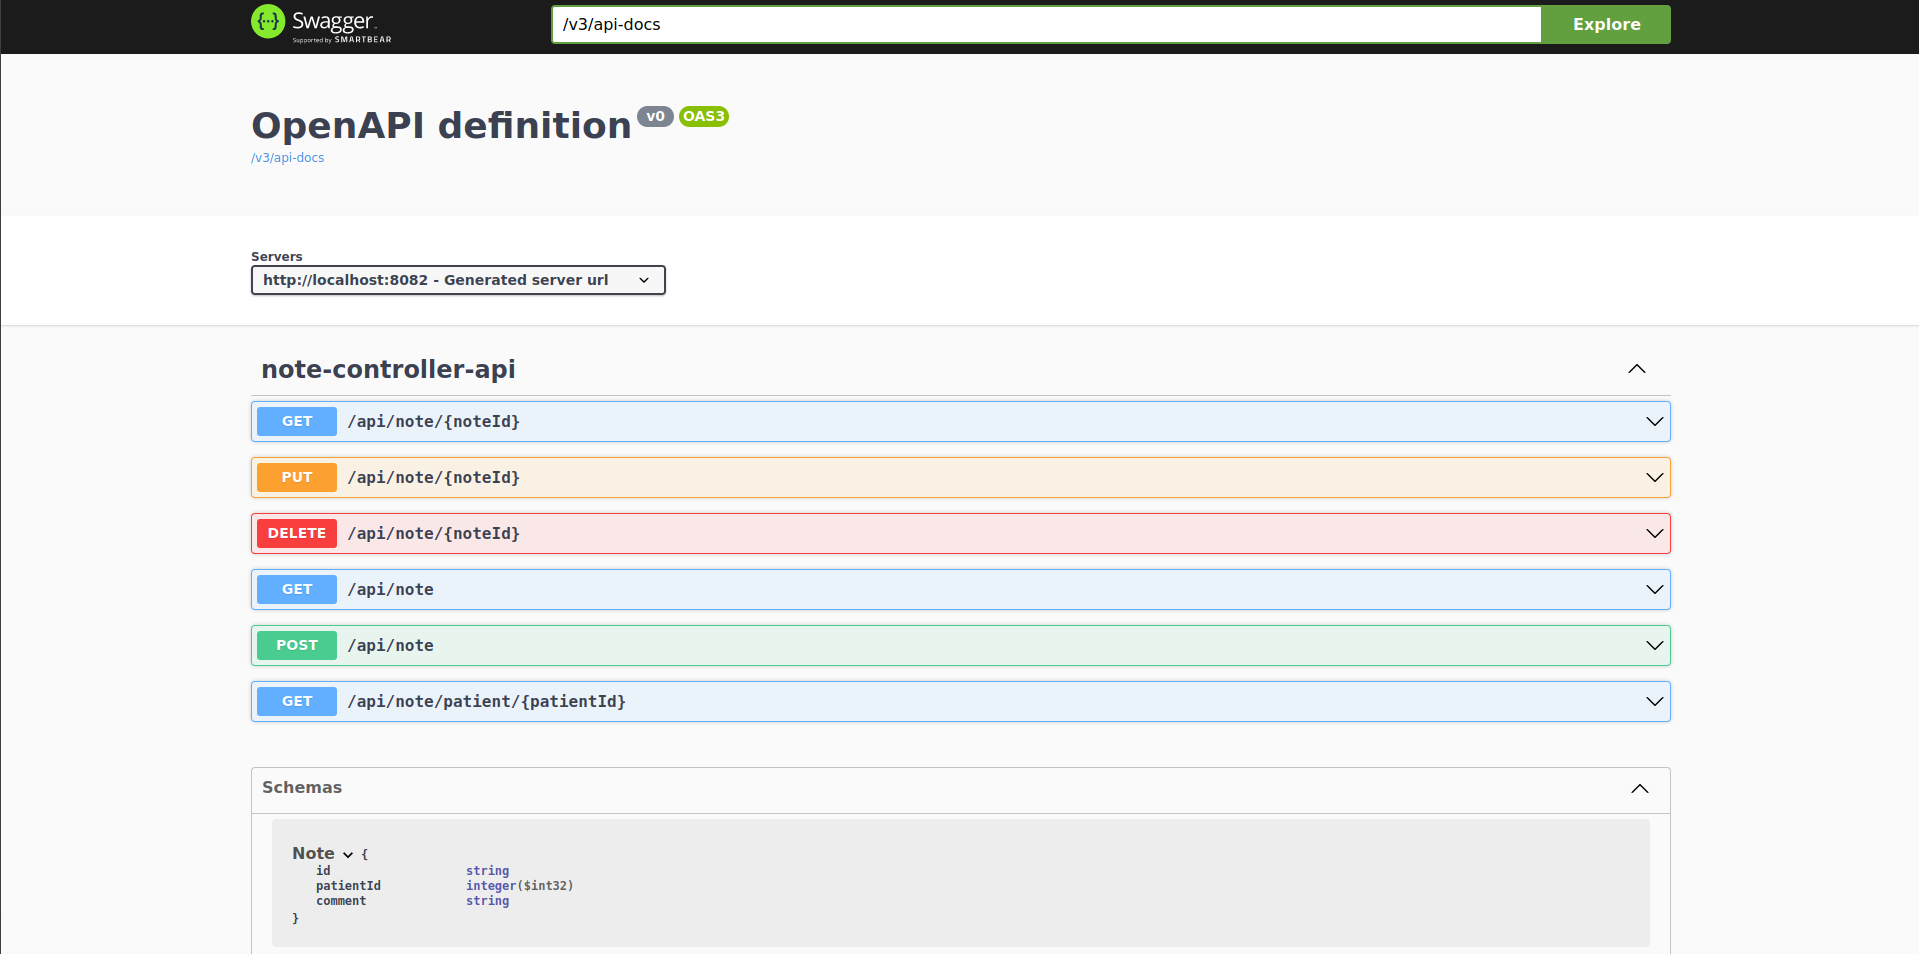 Swagger
Supported by SMARTBEAR
/v3/api-docs
Explore
OpenAPI definition v0 OAS3
/v3/api-docs
Servers
http://localhost:8082 - Generated server url
note-controller-api
GET /api/note/{noteId}
PUT /api/note/{noteId}
DELETE /api/note/{noteId}
GET /api/note
POST /api/note
GET /api/note/patient/{patientId}
Schemas
Note {
id string
patientId integer($int32)
comment string
}